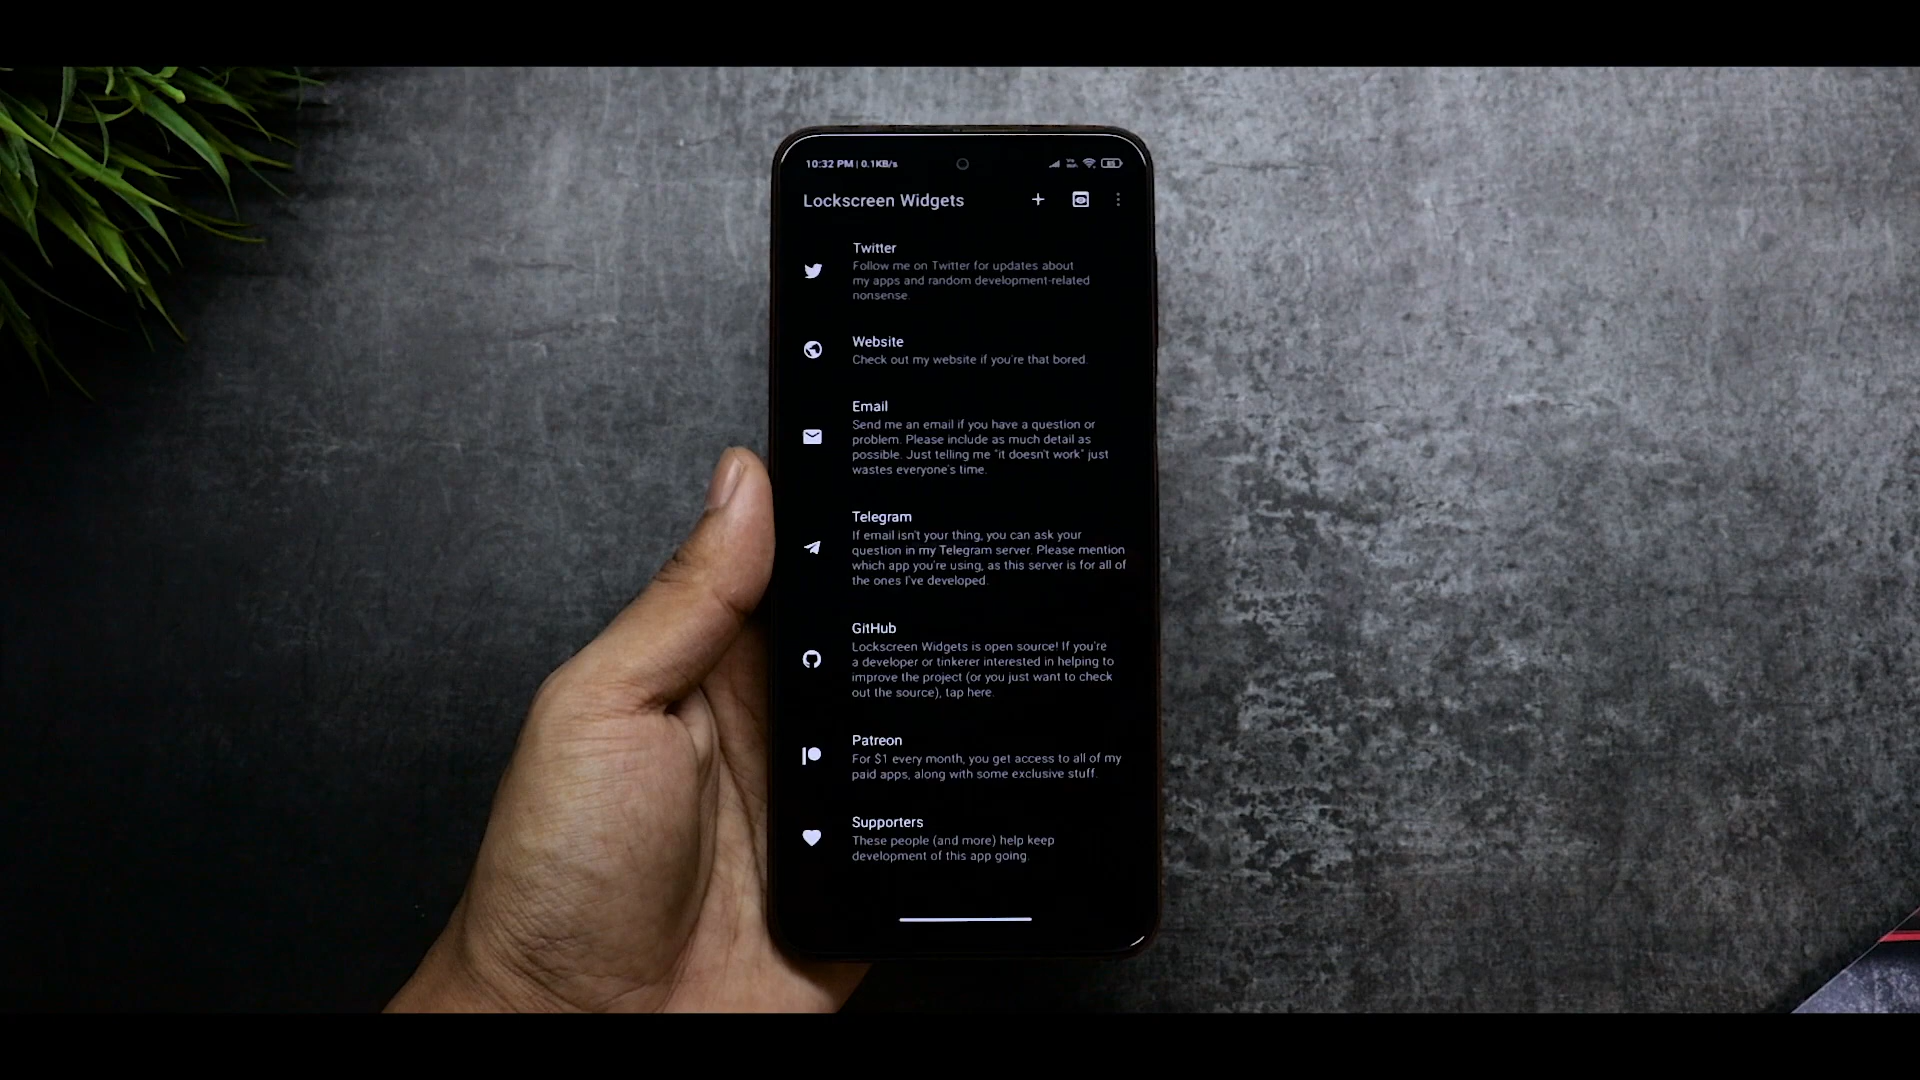 10:32 PM | 0.1KB/s
Lockscreen Widgets
Twitter
Follow me on Twitter for updates about
my apps and random development-related
nonsense.
Website
Check out my website if you're that bored.
Email
Send me an email if you have a question or
problem. Please include as much detail as
possible. Just telling me "it doesn't work" just
wastes everyone's time.
Telegram
If email isn't your thing, you can ask your
question in my Telegram server. Please mention
which app you're using, as this server is for all of
the ones I've developed.
GitHub
Lockscreen Widgets is open source! If you're
a developer or tinkerer interested in helping to
improve the project (or you just want to check
out the source), tap here.
Patreon
For $1 every month, you get access to all of my
paid apps, along with some exclusive stuff.
Supporters
These people (and more) help keep
development of this app going.